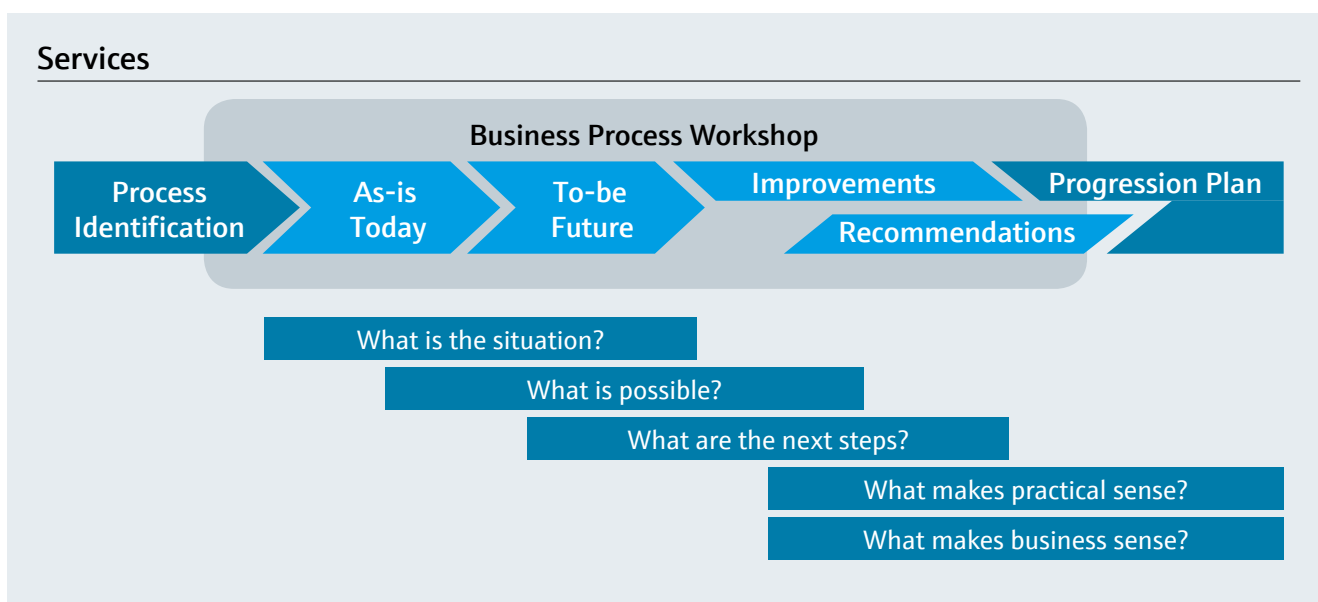 Services
Business Process Workshop
Process
Identification
As-is
Today
To-be
Future
Improvements
Recommendations
Progression Plan
What is the situation?
What is possible?
What are the next steps?
What makes practical sense?
What makes business sense?